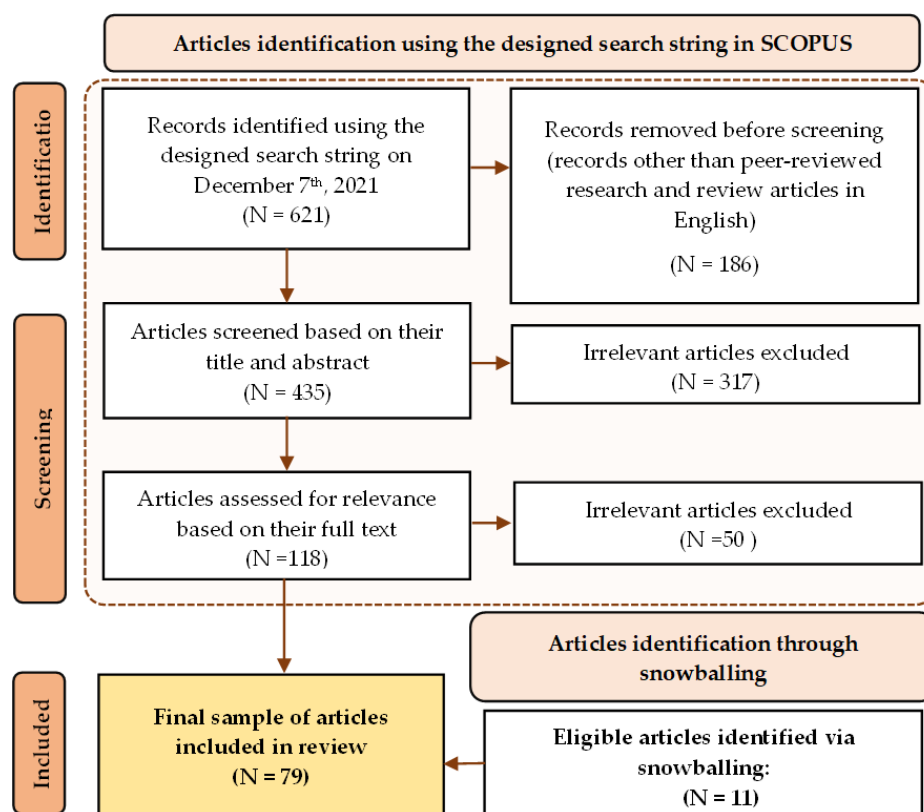 Articles identification using the designed search string in SCOPUS
Identificatio
Records identified using the
designed search string on
December 7th, 2021
(N = 621)
Records removed before screening
(records other than peer-reviewed
research and review articles in
English)
(N = 186)
Screening
Articles screened based on their
title and abstract
(N = 435)
Irrelevant articles excluded
(N = 317)
Articles assessed for relevance
based on their full text
(N =118)
Irrelevant articles excluded
(N =50 )
Articles identification through
snowballing
Included
Final sample of articles
included in review
(N = 79)
Eligible articles identified via
snowballing:
(N = 11)